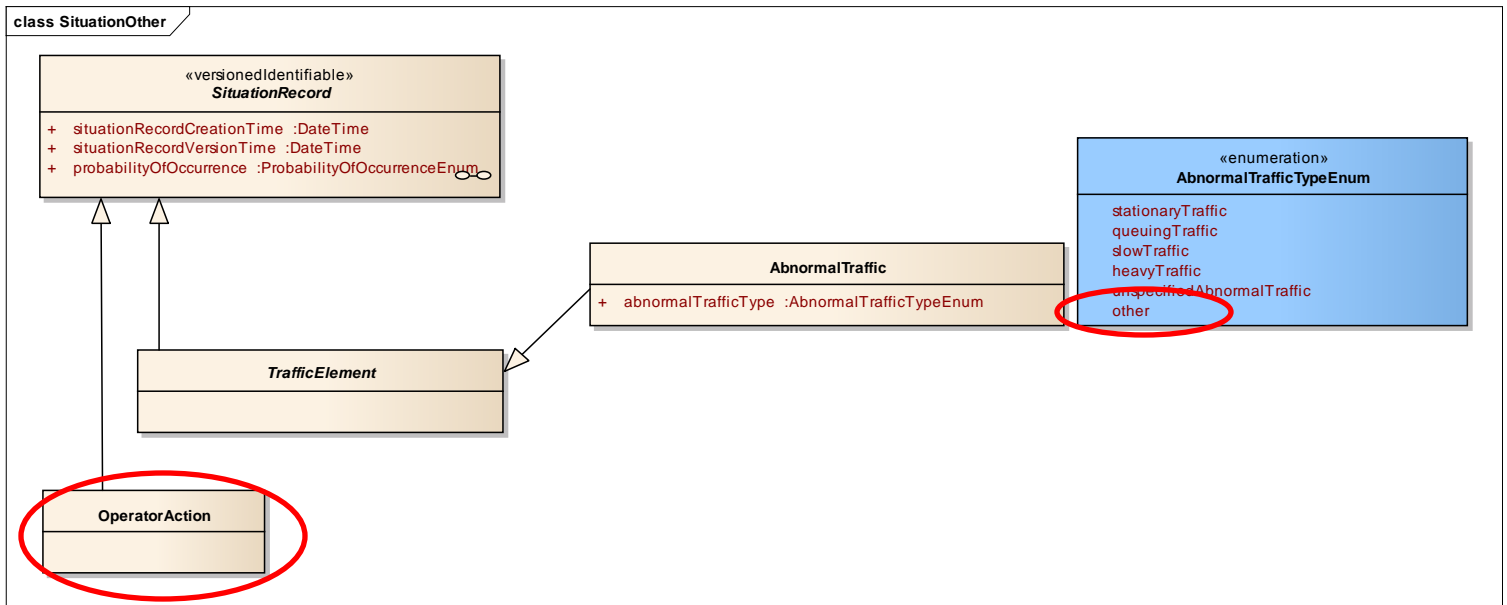 class SituationOther
«versionedIdentifiable»
SituationRecord
+ situationRecordCreationTime :DateTime
+ situationRecordVersionTime :DateTime
+ probabilityOfOccurrence :ProbabilityOfOccurrenceEnum
«enumeration»
AbnormalTrafficTypeEnum
stationaryTraffic
queuingTraffic
slowTraffic
heavyTraffic
unspecifiedAbnormalTraffic
other
AbnormalTraffic
+ abnormalTrafficType :AbnormalTrafficTypeEnum
TrafficElement
OperatorAction